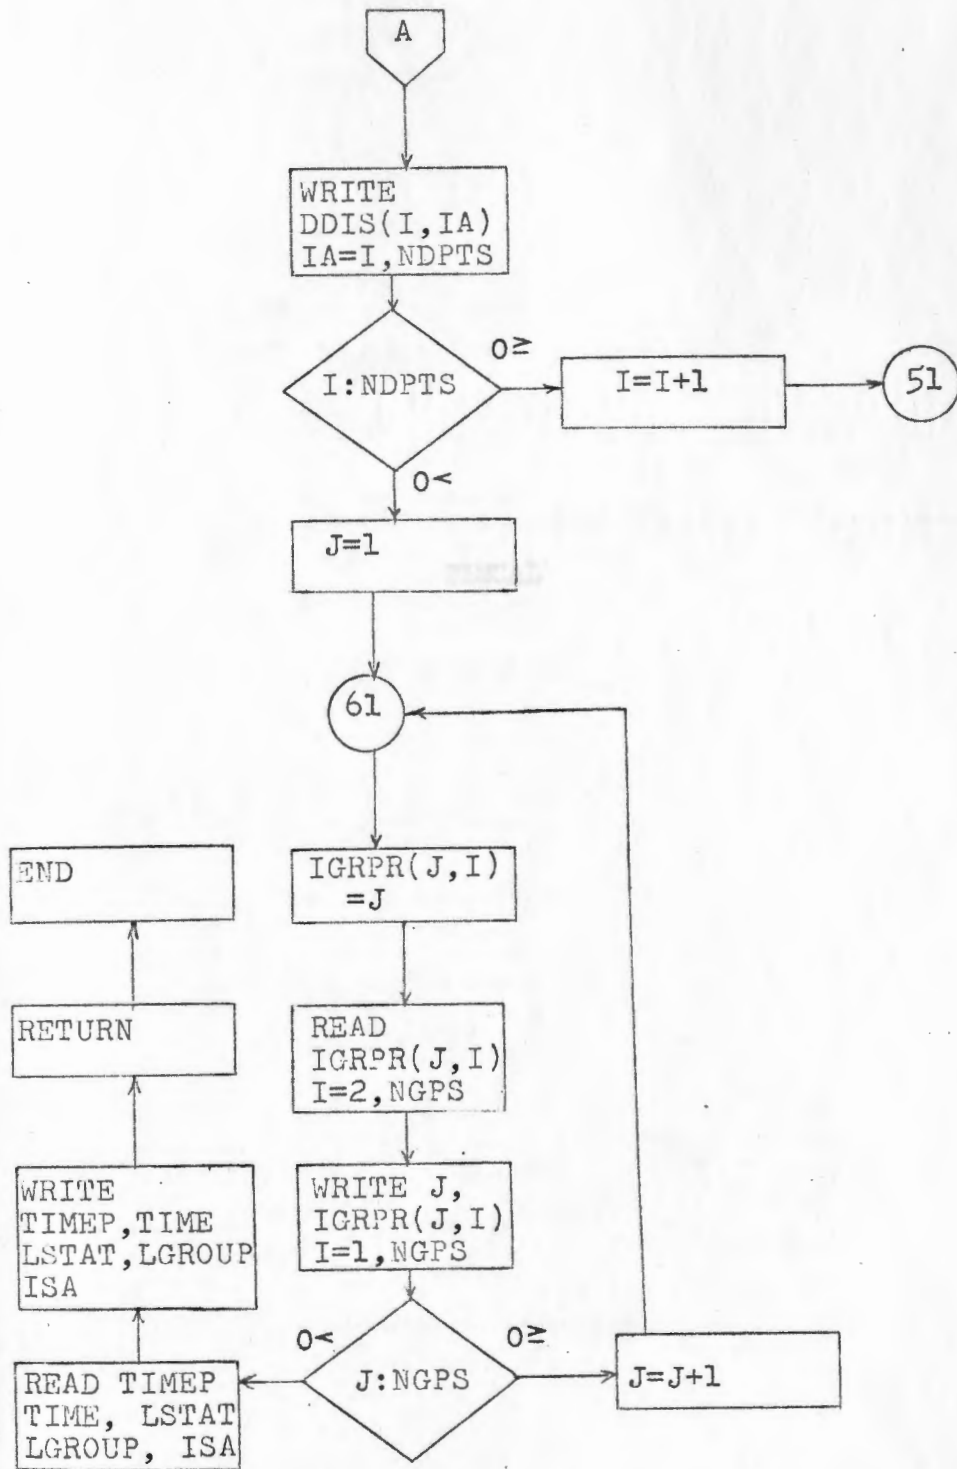 A
WRITE
DDIS(I,IA)
IA=I,NDPTS
I:NDPTS
0≥
I=I+1
51
0<
J=1
61
IGRPR(J,I)
=J
READ
IGRPR(J,I)
I=2,NGPS
WRITE J,
IGRPR(J,I)
I=1,NGPS
J:NGPS
0≥
J=J+1
0<
READ TIMEP
TIME, LSTAT
LGROUP, ISA
WRITE
TIMEP,TIME
LSTAT,LGROUP
ISA
RETURN
END